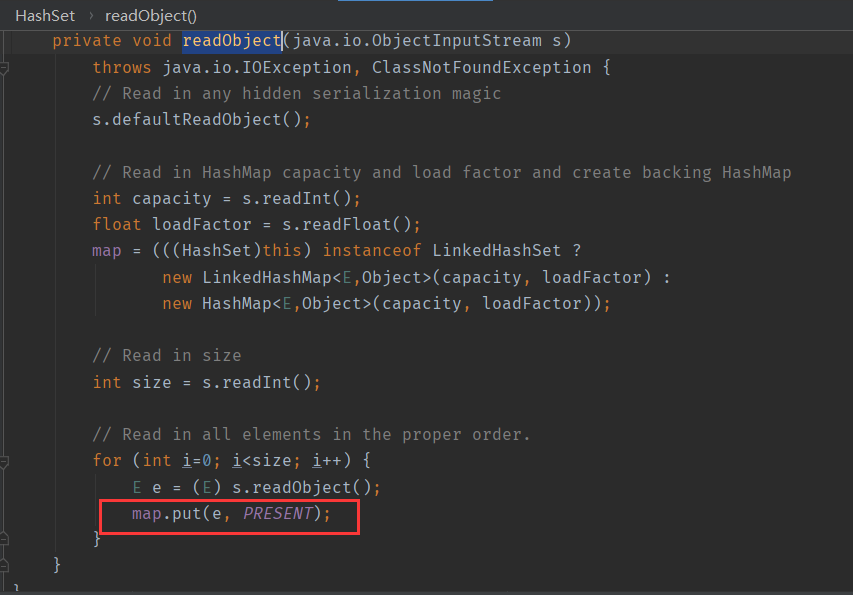 HashSet › readObject()
private void readObject(java.io.ObjectInputStream s)
    throws java.io.IOException, ClassNotFoundException {
    // Read in any hidden serialization magic
    s.defaultReadObject();

    // Read in HashMap capacity and load factor and create backing HashMap
    int capacity = s.readInt();
    float loadFactor = s.readFloat();
    map = (((HashSet)this) instanceof LinkedHashSet ?
           new LinkedHashMap<E,Object>(capacity, loadFactor) :
           new HashMap<E,Object>(capacity, loadFactor));

    // Read in size
    int size = s.readInt();

    // Read in all elements in the proper order.
    for (int i=0; i<size; i++) {
        E e = (E) s.readObject();
        map.put(e, PRESENT);
    }
}
}